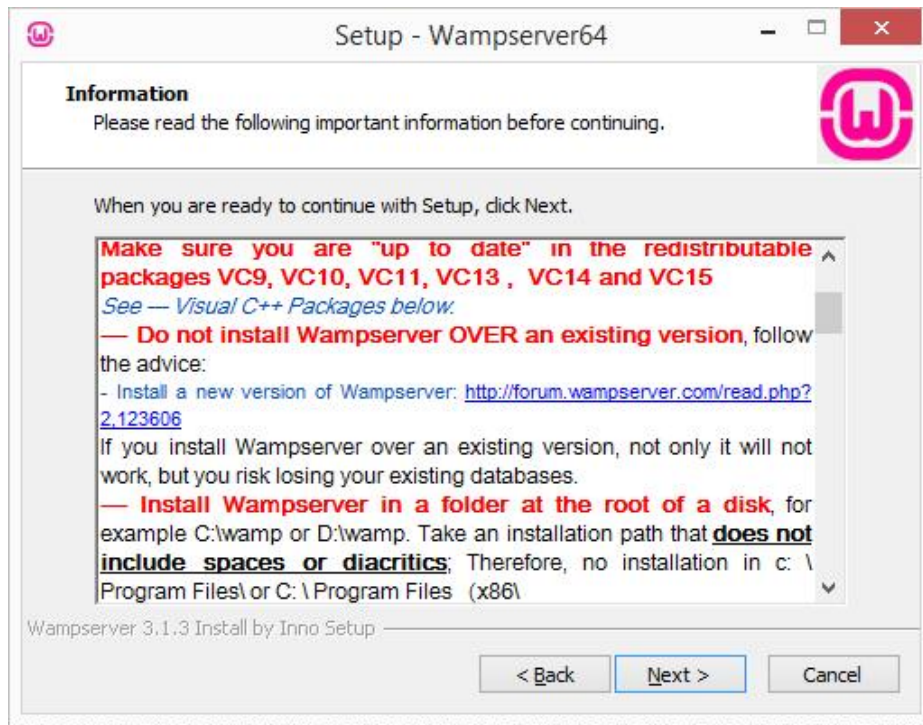 Setup - Wampserver64
Information
Please read the following important information before continuing.
When you are ready to continue with Setup, click Next.
Make sure you are "up to date" in the redistributable
packages VC9, VC10, VC11, VC13 , VC14 and VC15
See --- Visual C++ Packages below.
— Do not install Wampserver OVER an existing version, follow
the advice:
- Install a new version of Wampserver: http://forum.wampserver.com/read.php?
2,123606
If you install Wampserver over an existing version, not only it will not
work, but you risk losing your existing databases.
— Install Wampserver in a folder at the root of a disk, for
example C:\wamp or D:\wamp. Take an installation path that does not
include spaces or diacritics; Therefore, no installation in c: \
Program Files\ or C: \ Program Files (x86\
Wampserver 3.1.3 Install by Inno Setup
< Back
Next >
Cancel